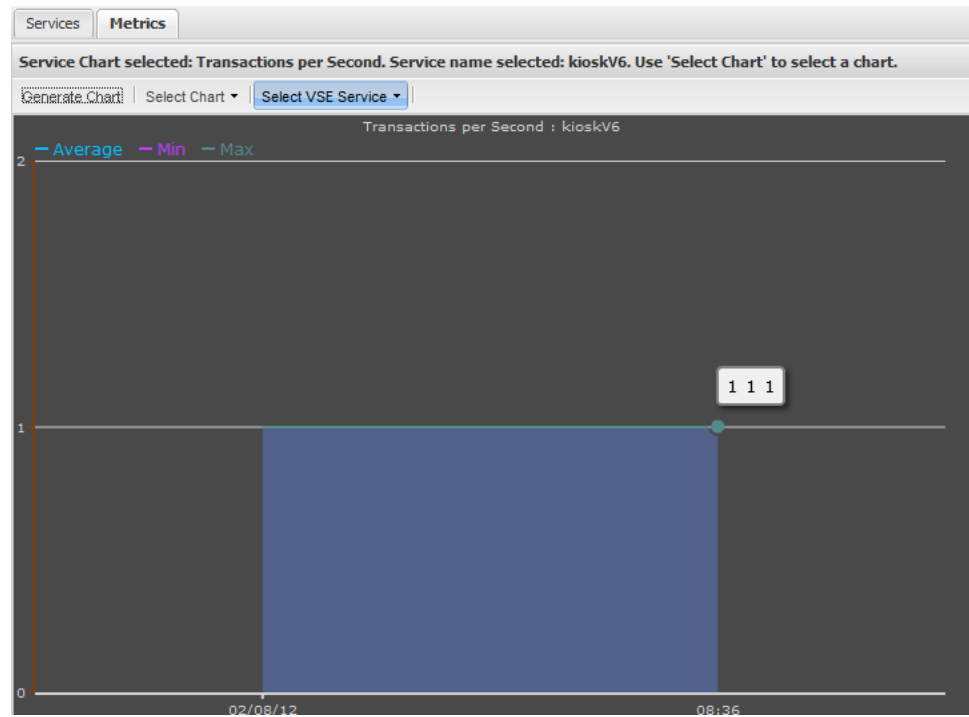 Services Metrics
Service Chart selected: Transactions per Second. Service name selected: kioskV6. Use 'Select Chart' to select a chart.
Generate Chart Select Chart Select VSE Service
Transactions per Second : kioskV6
Average Min Max
2
1 1 1
1
0
02/08/12 08:36